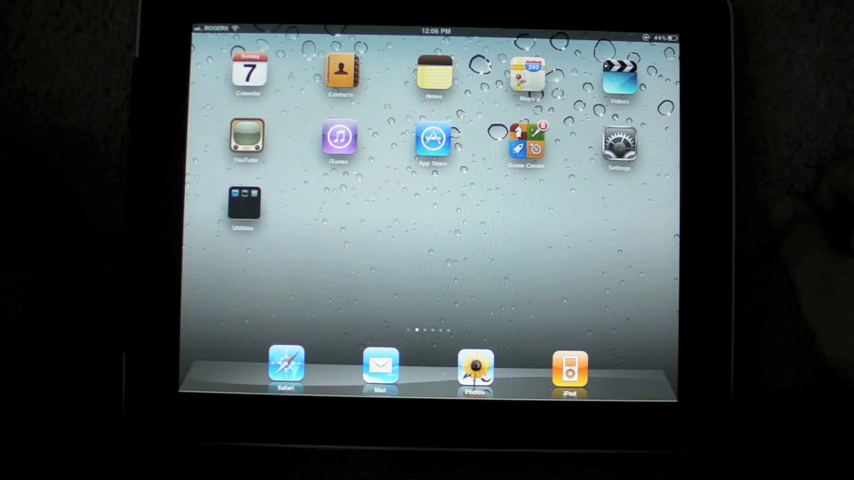 ROGERS 12:06 PM 44%
Sunday
7
Calendar Contacts Notes Maps Videos
280
YouTube iTunes App Store Game Center Settings
Utilities
Safari Mail Photos iPod